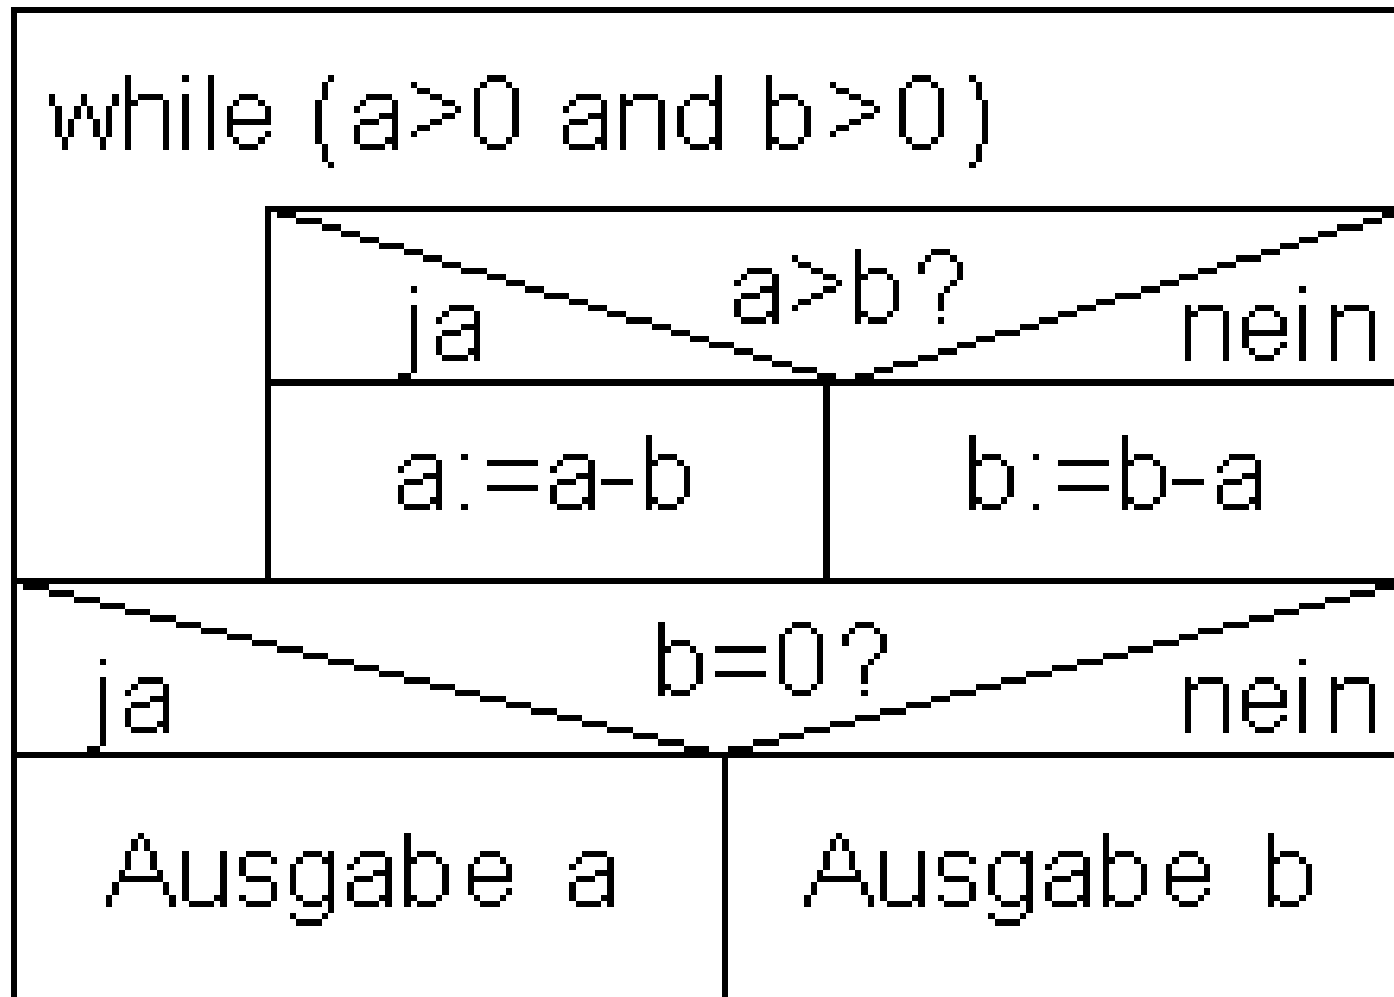 while (a>0 and b>0)
a>b?
ja
nein
a:=a-b
b:=b-a
b=0?
ja
nein
Ausgabe a
Ausgabe b